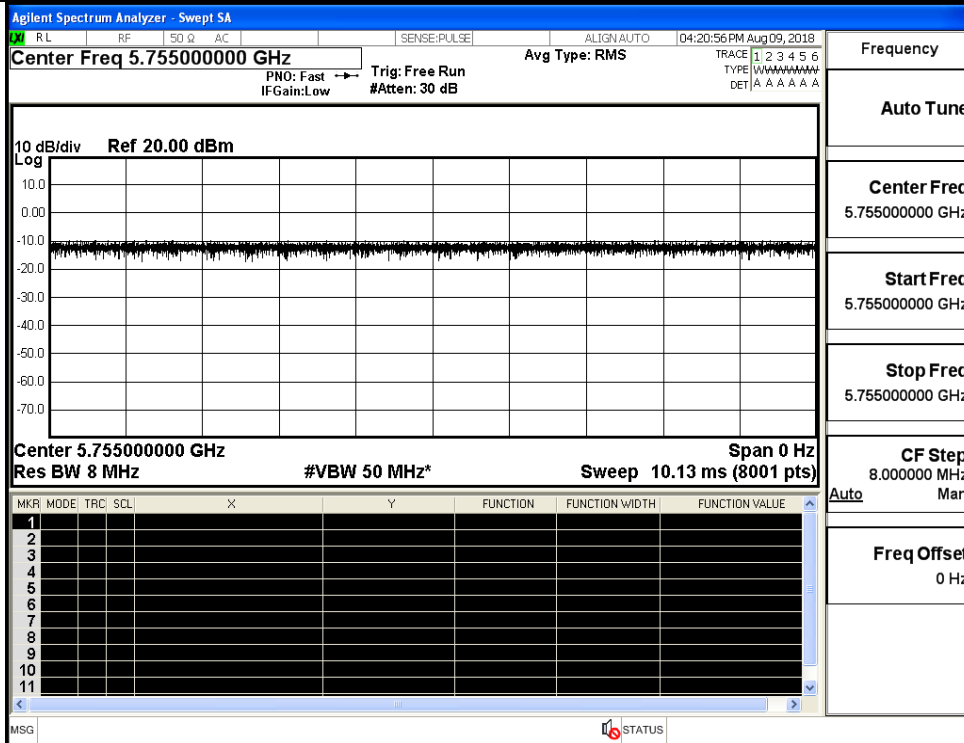 Agilent Spectrum Analyzer - Swept SA
LXI RL RF 50 Ω AC SENSE:PULSE ALIGNAUTO 04:20:56 PM Aug 09, 2018
Center Freq 5.755000000 GHz
PNO: Fast
IFGain:Low
Trig: Free Run
#Atten: 30 dB
Avg Type: RMS
TRACE 1 2 3 4 5 6
TYPE WWWWWW
DET A A A A A A
10 dB/div Ref 20.00 dBm
Log
10.0
0.00
-10.0
-20.0
-30.0
-40.0
-50.0
-60.0
-70.0
Center 5.755000000 GHz Span 0 Hz
Res BW 8 MHz #VBW 50 MHz* Sweep 10.13 ms (8001 pts)
MKR MODE TRC SCL X Y FUNCTION FUNCTION WIDTH FUNCTION VALUE
1
2
3
4
5
6
7
8
9
10
11
MSG STATUS
Frequency
Auto Tune
Center Freq
5.755000000 GHz
Start Freq
5.755000000 GHz
Stop Freq
5.755000000 GHz
CF Step
8.000000 MHz
Auto Man
Freq Offset
0 Hz